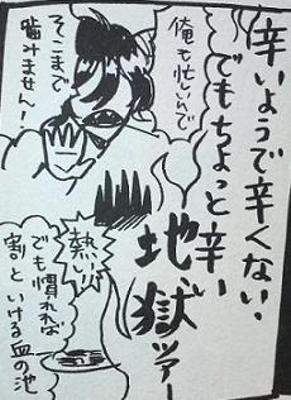 辛いようで辛くない、
でもちょっと辛い
地獄ツアー
俺も忙しいんで
そこまで
噛みません!
熱い
でも慣れれば
割といける血の池